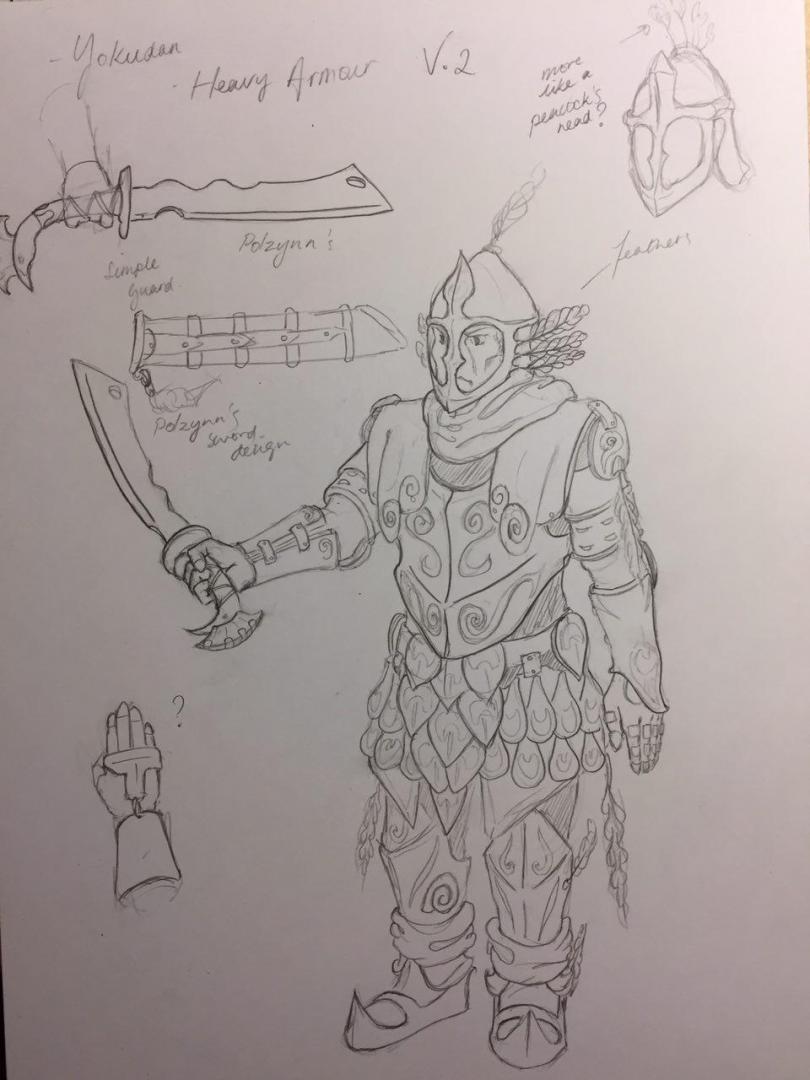 - Yokudan
- Heavy Armour V.2
more
like a
peacock's
head?
Polzynn's
Simple
guard.
feathers
Polzynn's
sword
design
?